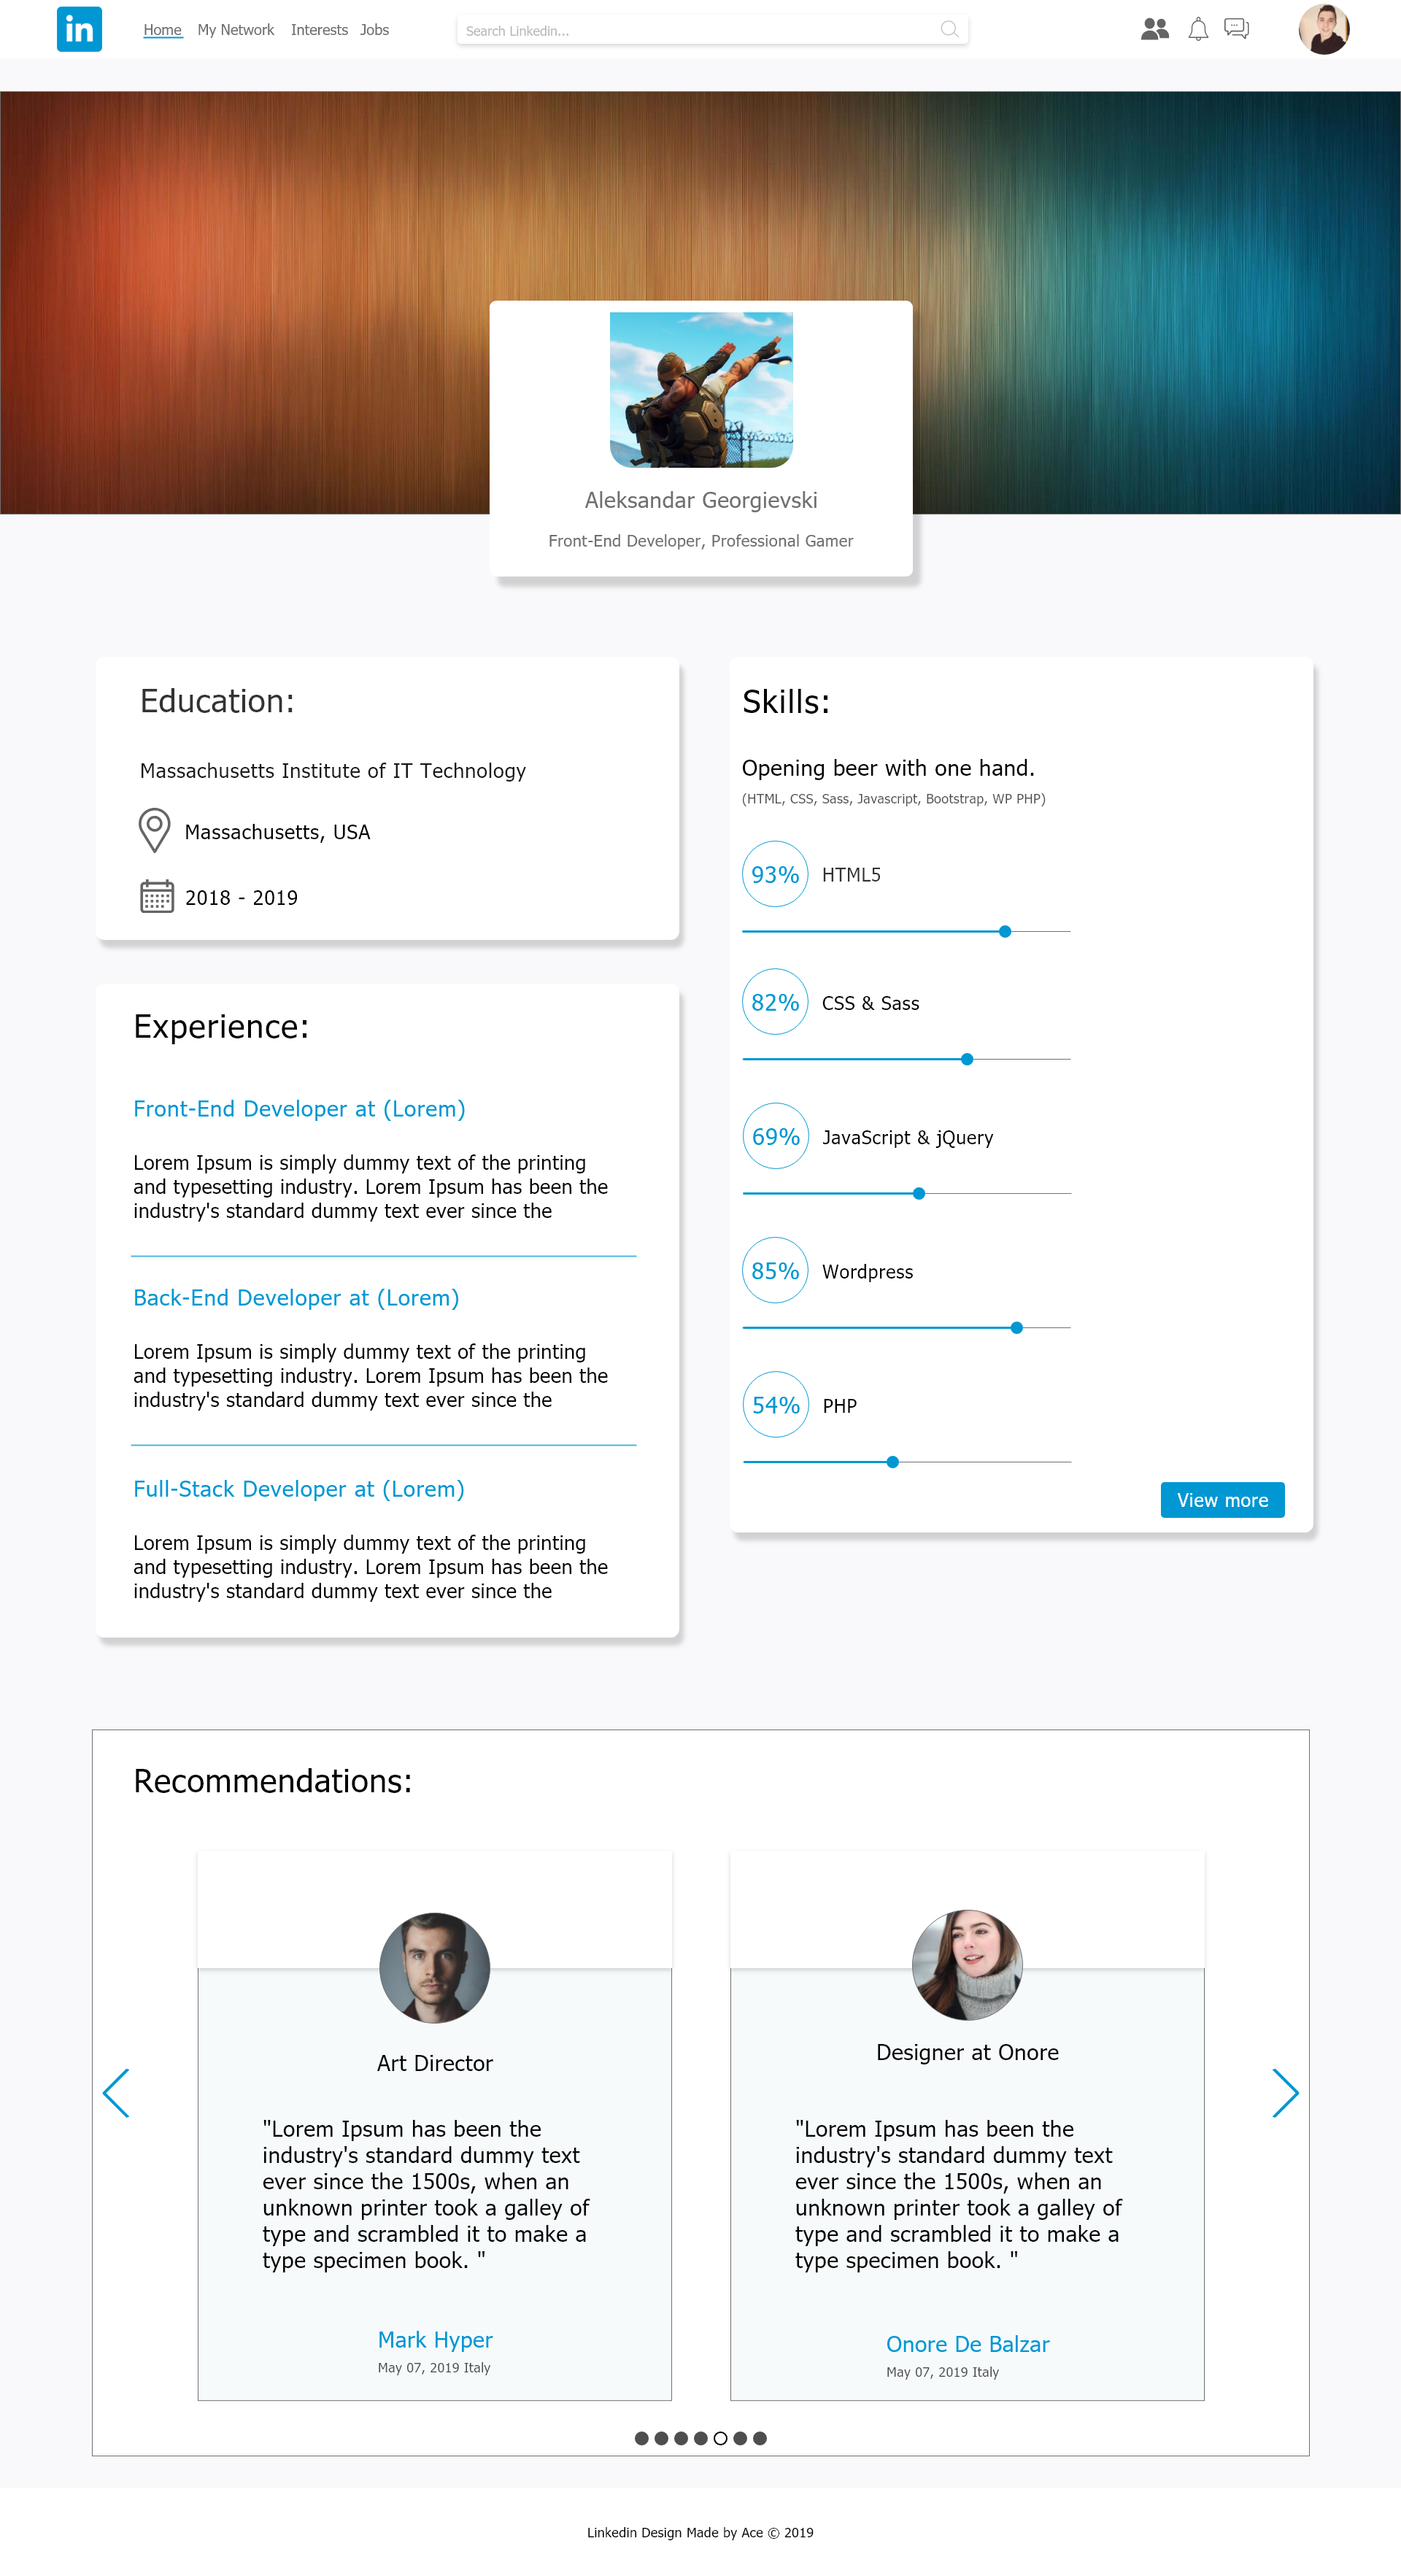 in
Home My Network Interests Jobs
Search Linkedin...
Aleksandar Georgievski
Front-End Developer, Professional Gamer
Education:
Massachusetts Institute of IT Technology
Massachusetts, USA
2018 - 2019
Experience:
Front-End Developer at (Lorem)
Lorem Ipsum is simply dummy text of the printing
and typesetting industry. Lorem Ipsum has been the
industry's standard dummy text ever since the
Back-End Developer at (Lorem)
Lorem Ipsum is simply dummy text of the printing
and typesetting industry. Lorem Ipsum has been the
industry's standard dummy text ever since the
Full-Stack Developer at (Lorem)
Lorem Ipsum is simply dummy text of the printing
and typesetting industry. Lorem Ipsum has been the
industry's standard dummy text ever since the
Skills:
Opening beer with one hand.
(HTML, CSS, Sass, Javascript, Bootstrap, WP PHP)
93% HTML5
82% CSS & Sass
69% JavaScript & jQuery
85% Wordpress
54% PHP
View more
Recommendations:
Art Director
"Lorem Ipsum has been the
industry's standard dummy text
ever since the 1500s, when an
unknown printer took a galley of
type and scrambled it to make a
type specimen book. "
Mark Hyper
May 07, 2019 Italy
Designer at Onore
"Lorem Ipsum has been the
industry's standard dummy text
ever since the 1500s, when an
unknown printer took a galley of
type and scrambled it to make a
type specimen book. "
Onore De Balzar
May 07, 2019 Italy
Linkedin Design Made by Ace © 2019